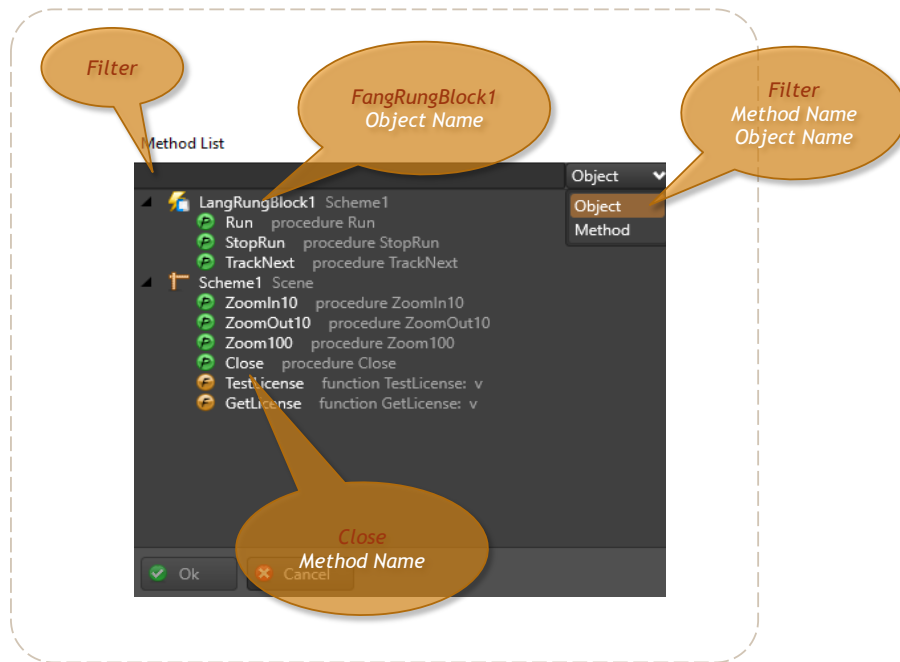 Filter
FangRungBlock1
Object Name
Filter
Method Name
Object Name
Method List
Object
Object
Method
LangRungBlock1 Scheme1
Run procedure Run
StopRun procedure StopRun
TrackNext procedure TrackNext
Scheme1 Scene
ZoomIn10 procedure ZoomIn10
ZoomOut10 procedure ZoomOut10
Zoom100 procedure Zoom100
Close procedure Close
TestLicense function TestLicense: v
GetLicense function GetLicense: v
Close
Method Name
Ok
Cancel